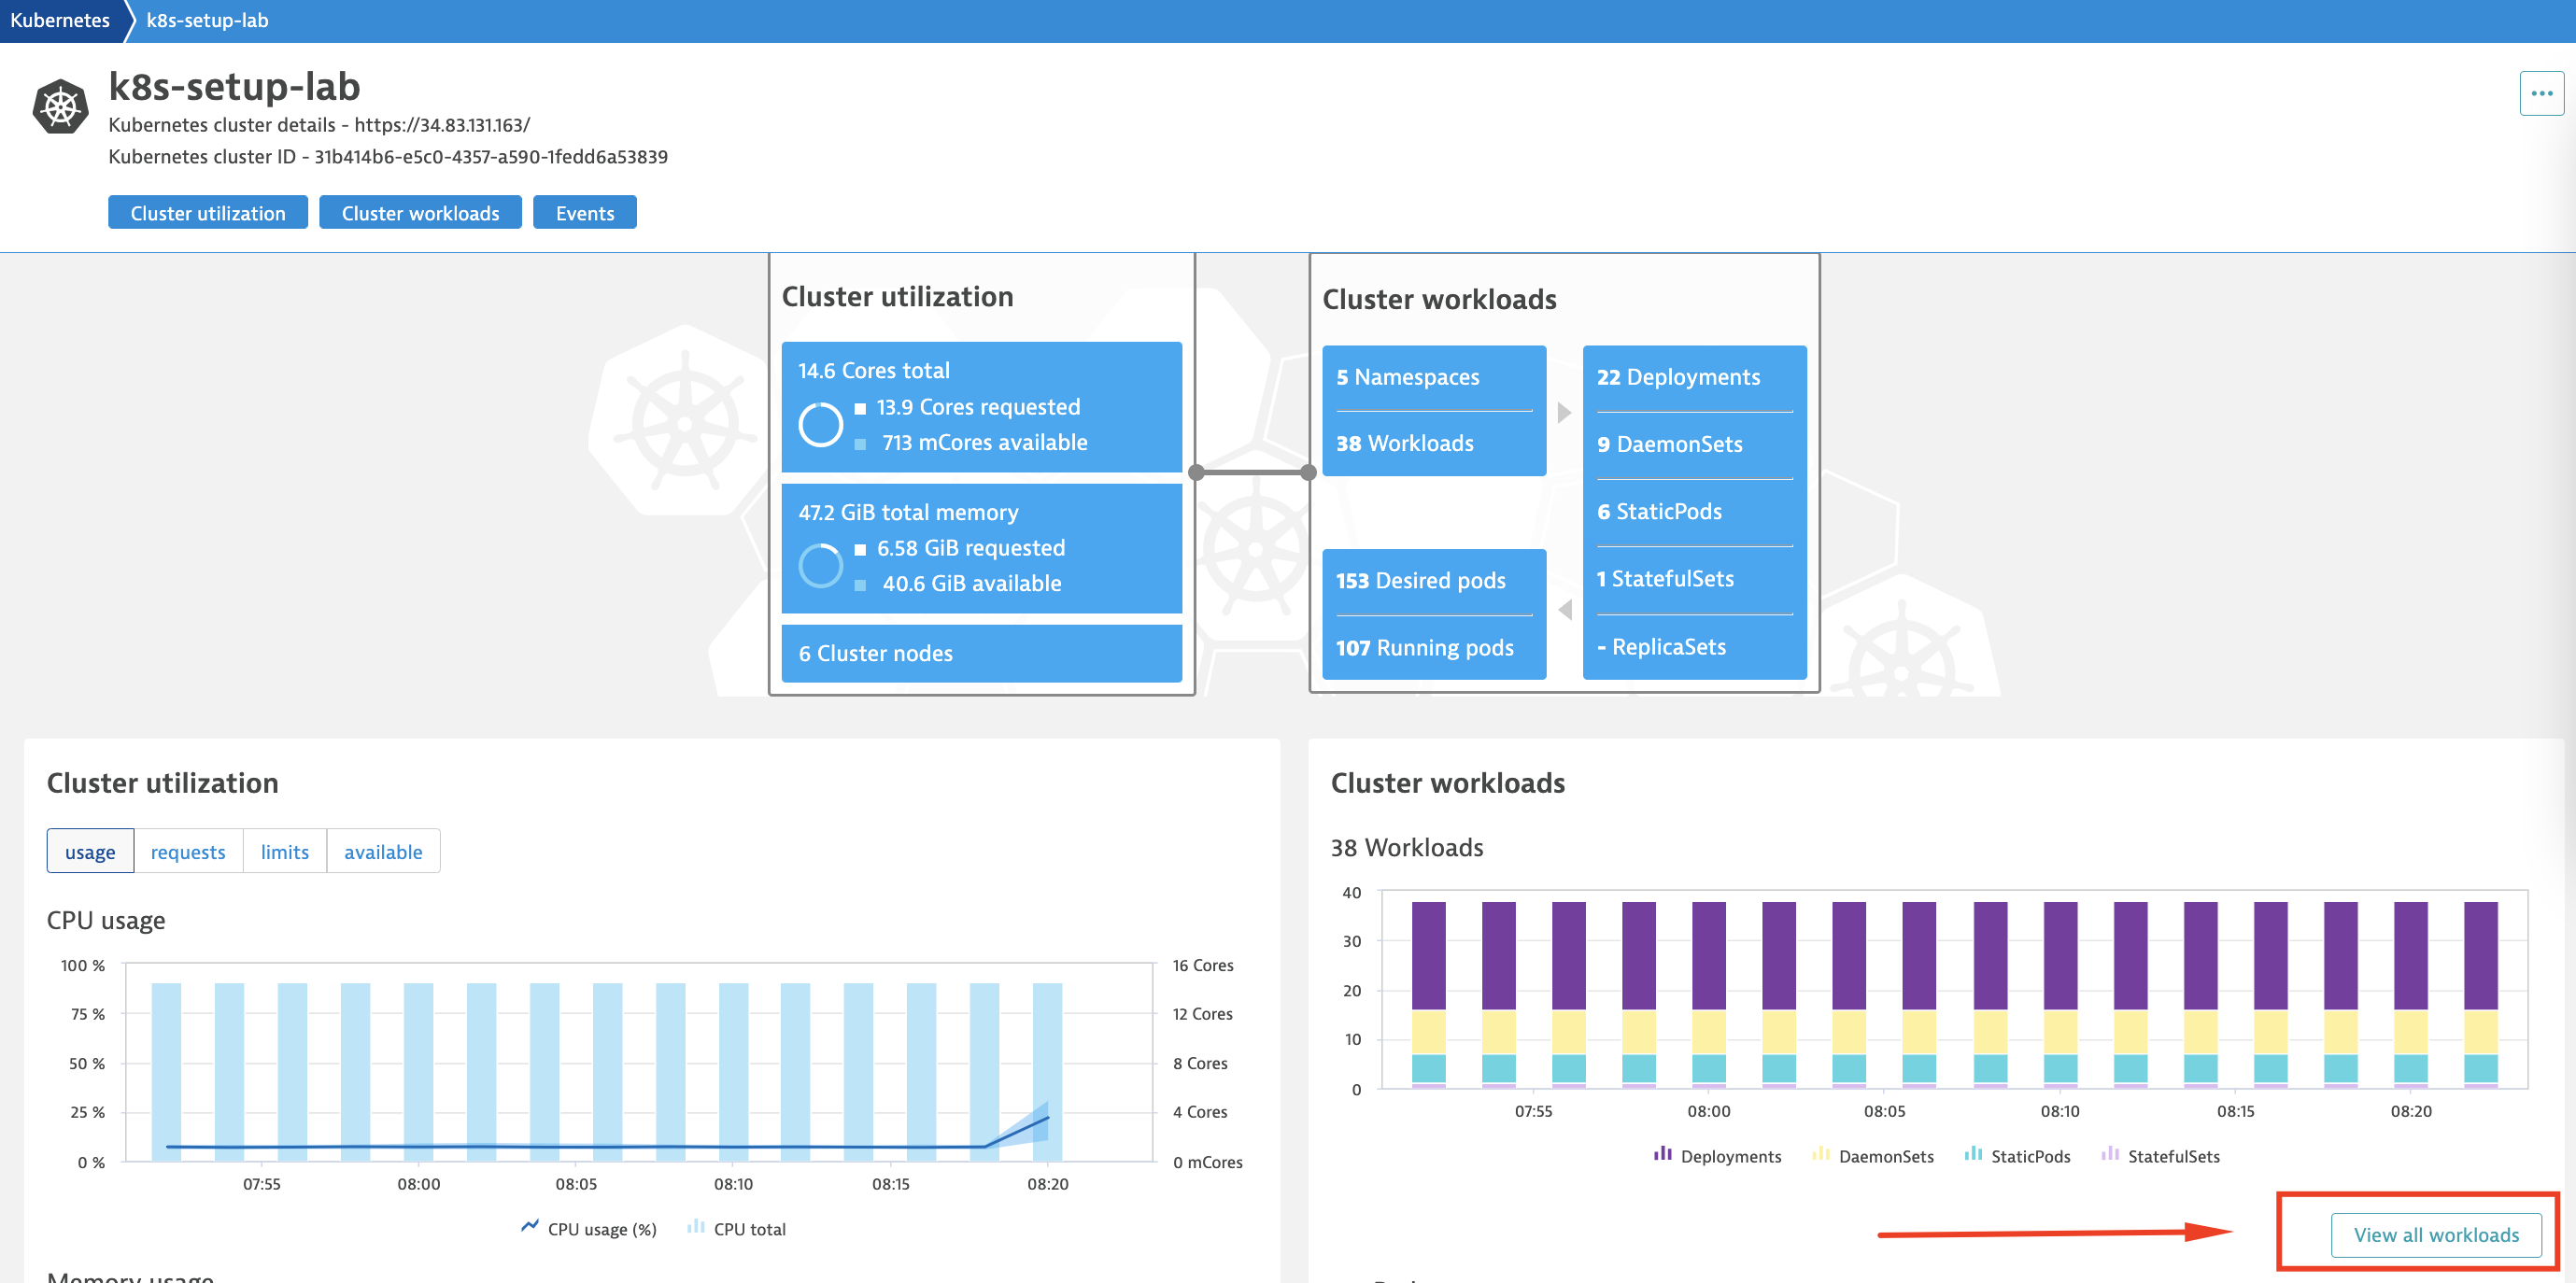 Kubernetes
k8s-setup-lab
k8s-setup-lab
Kubernetes cluster details - https://34.83.131.163/
Kubernetes cluster ID - 31b414b6-e5c0-4357-a590-1fedd6a53839
...
Cluster utilization
Cluster workloads
Events
Cluster utilization
14.6 Cores total
13.9 Cores requested
713 mCores available
47.2 GiB total memory
6.58 GiB requested
40.6 GiB available
6 Cluster nodes
Cluster workloads
5 Namespaces
38 Workloads
22 Deployments
9 DaemonSets
6 StaticPods
1 StatefulSets
- ReplicaSets
153 Desired pods
107 Running pods
Cluster utilization
usage
requests
limits
available
CPU usage
100 %
75 %
50 %
25 %
0 %
16 Cores
12 Cores
8 Cores
4 Cores
0 mCores
07:55
08:00
08:05
08:10
08:15
08:20
CPU usage (%)
CPU total
Memory usage
Cluster workloads
38 Workloads
40
30
20
10
0
07:55
08:00
08:05
08:10
08:15
08:20
Deployments
DaemonSets
StaticPods
StatefulSets
View all workloads